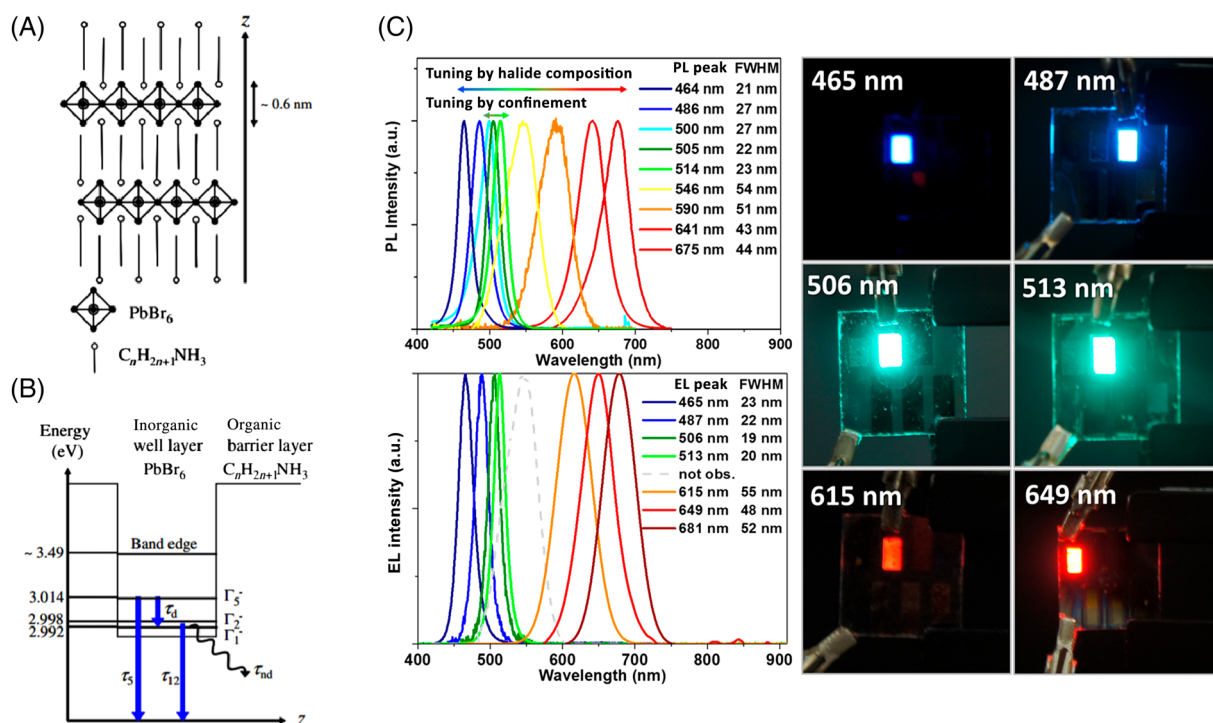 (A)
z
~ 0.6 nm
PbBr6
CnH2n+1NH3
(B)
Energy
(eV)
Inorganic
well layer
PbBr6
Organic
barrier layer
CnH2n+1NH3
~ 3.49
Band edge
3.014
Γ5-
τd
2.998
Γ2-
2.992
Γ1-
τ5
τ12
τnd
z
(C)
Tuning by halide composition
Tuning by confinement
PL peak FWHM
464 nm 21 nm
486 nm 27 nm
500 nm 27 nm
505 nm 22 nm
514 nm 23 nm
546 nm 54 nm
590 nm 51 nm
641 nm 43 nm
675 nm 44 nm
PL Intensity (a.u.)
400 500 600 700 800 900
Wavelength (nm)
EL peak FWHM
465 nm 23 nm
487 nm 22 nm
506 nm 19 nm
513 nm 20 nm
not obs.
615 nm 55 nm
649 nm 48 nm
681 nm 52 nm
EL intensity (a.u.)
400 500 600 700 800 900
Wavelength (nm)
465 nm
487 nm
506 nm
513 nm
615 nm
649 nm